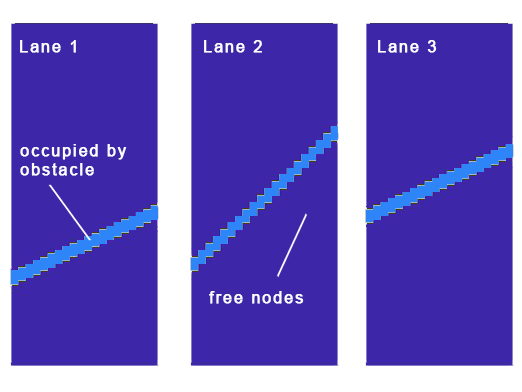 Lane 1
Lane 2
Lane 3
occupied by
obstacle
free nodes